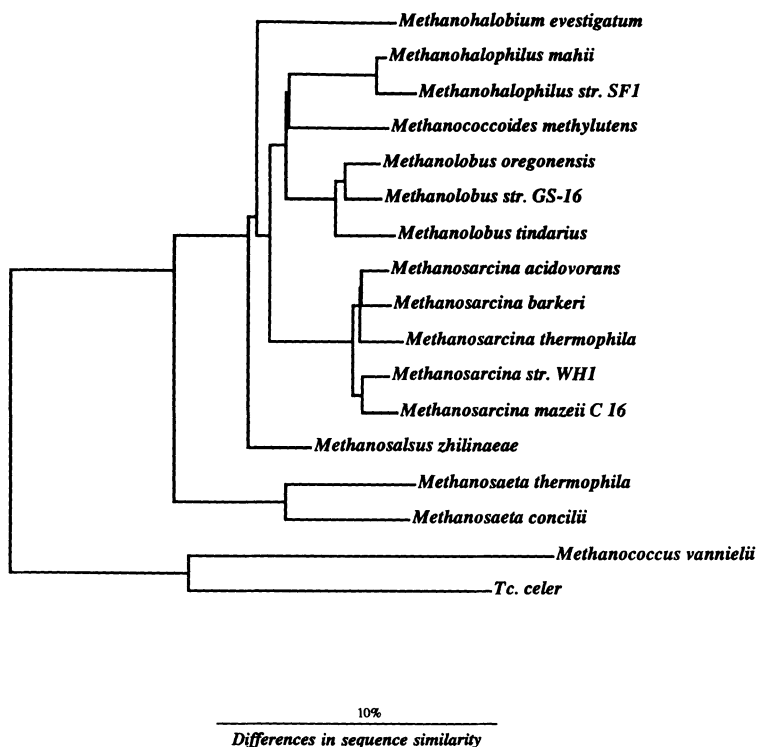 Methanohalobium evestigatum
Methanohalophilus mahii
Methanohalophilus str. SF1
Methanococcoides methylutens
Methanolobus oregonensis
Methanolobus str. GS-16
Methanolobus tindarius
Methanosarcina acidovorans
Methanosarcina barkeri
Methanosarcina thermophila
Methanosarcina str. WH1
Methanosarcina mazeii C 16
Methanosalsus zhilinaeae
Methanosaeta thermophila
Methanosaeta concilii
Methanococcus vannielii
Tc. celer
10%
Differences in sequence similarity